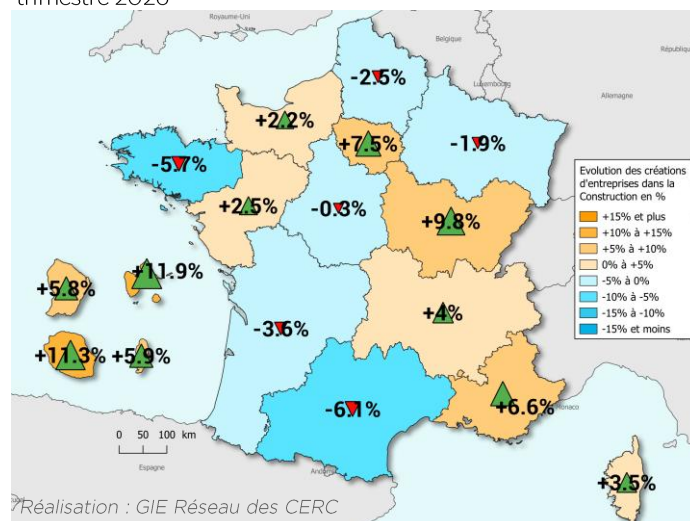 trimestre
Royaume-Uni
Belgique
-2.5%
Luxembourg
Allemagne
+2.2%
+7.5%
-1.9%
-5.7%
+2.5%
-0.3%
+9.8%
Evolution des créations
d'entreprises dans la
Construction en %
+15% et plus
+10% à +15%
+5% à +10%
0% à +5%
-5% à 0%
-10% à -5%
-15% à -10%
-15% et moins
+5.8%
+11.9%
+11.3%
+5.9%
-3.6%
+4%
-6.1%
+6.6%
Monaco
0 50 100 km
Espagne
+3.5%
Réalisation : GIE Réseau des CERC